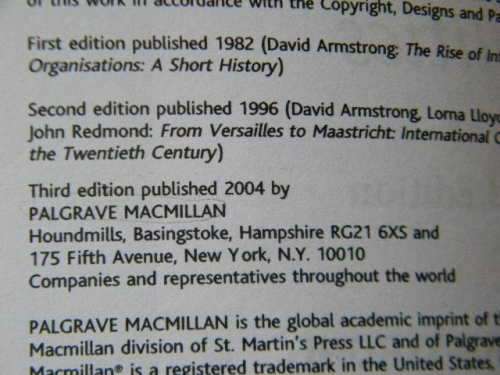 of this work in accordance with the Copyright, Designs and Pa
First edition published 1982 (David Armstrong: The Rise of In
Organisations: A Short History)
Second edition published 1996 (David Armstrong, Lorna Lloy
John Redmond: From Versailles to Maastricht: International O
the Twentieth Century)
Third edition published 2004 by
PALGRAVE MACMILLAN
Houndmills, Basingstoke, Hampshire RG21 6XS and
175 Fifth Avenue, New York, N.Y. 10010
Companies and representatives throughout the world
PALGRAVE MACMILLAN is the global academic imprint of t
Macmillan division of St. Martin's Press LLC and of Palgrave
Macmillan® is a registered trademark in the United States,